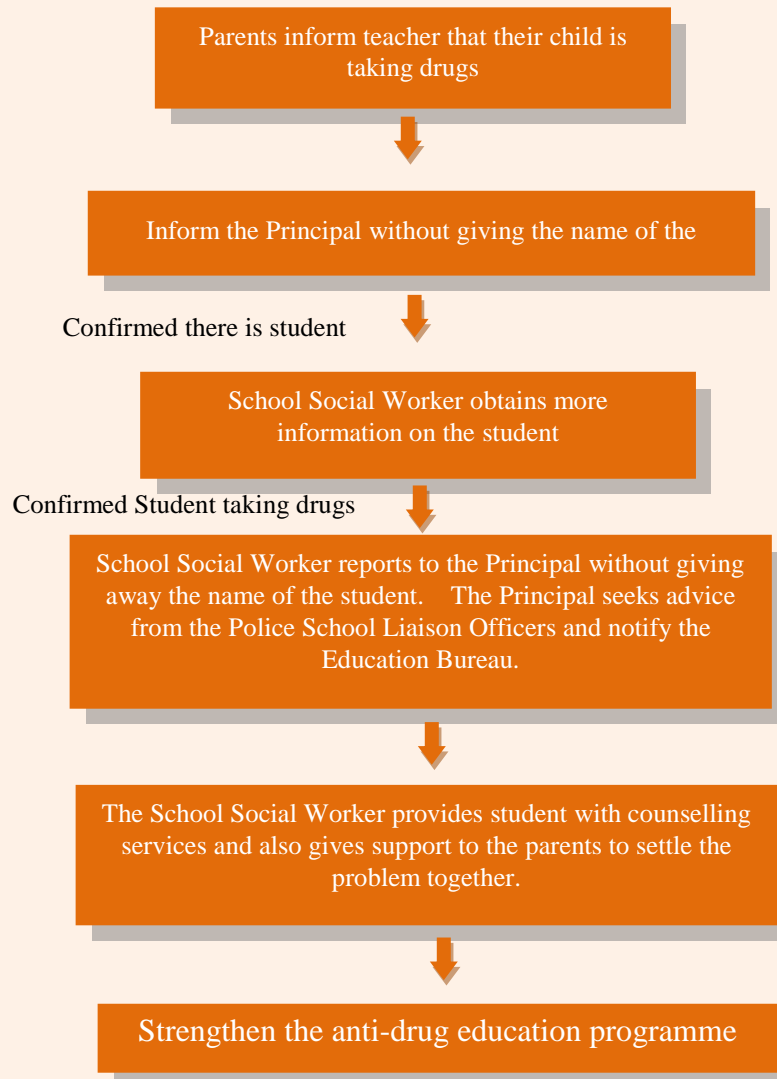 Parents inform teacher that their child is
taking drugs
Inform the Principal without giving the name of the
Confirmed there is student
School Social Worker obtains more
information on the student
Confirmed Student taking drugs
School Social Worker reports to the Principal without giving
away the name of the student. The Principal seeks advice
from the Police School Liaison Officers and notify the
Education Bureau.
The School Social Worker provides student with counselling
services and also gives support to the parents to settle the
problem together.
Strengthen the anti-drug education programme